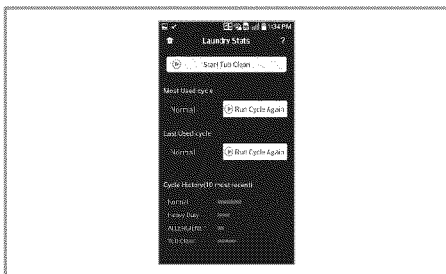 1:34 PM
Laundry Stats ?
Start Tub Clean
Most Used cycle
Normal Run Cycle Again
Last Used cycle
Normal Run Cycle Again
Cycle History(10 most recent)
Normal
Heavy Duty
ALLERGIENE
Tub Clean